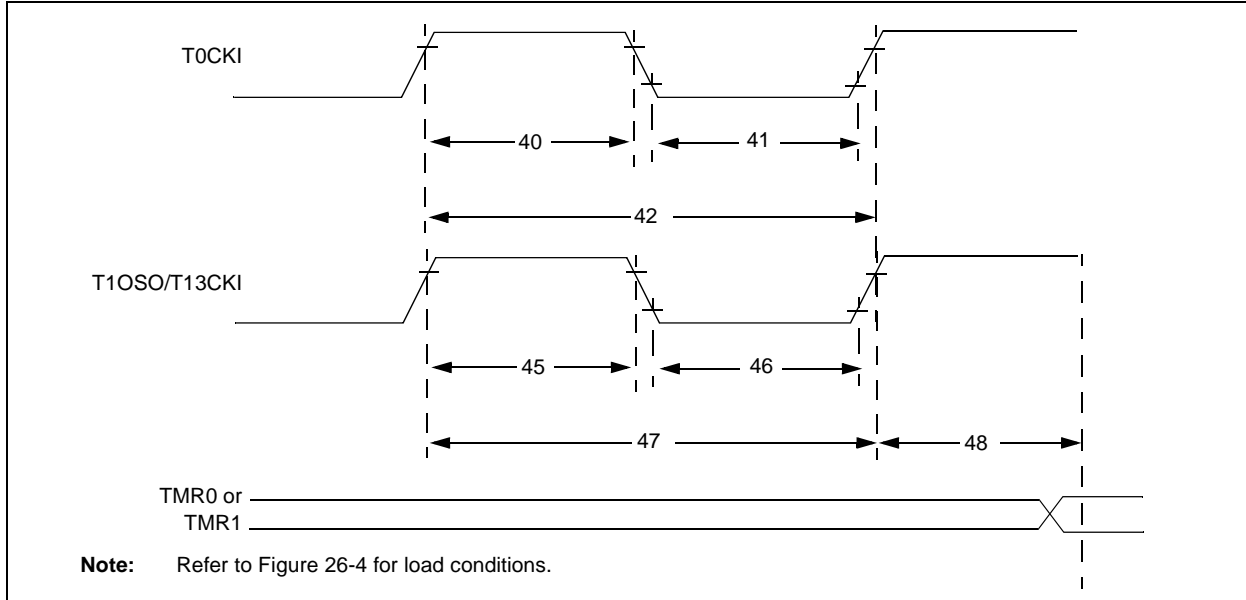 T0CKI
40
41
42
T1OSO/T13CKI
45
46
47
48
TMR0 or
TMR1
Note: Refer to Figure 26-4 for load conditions.